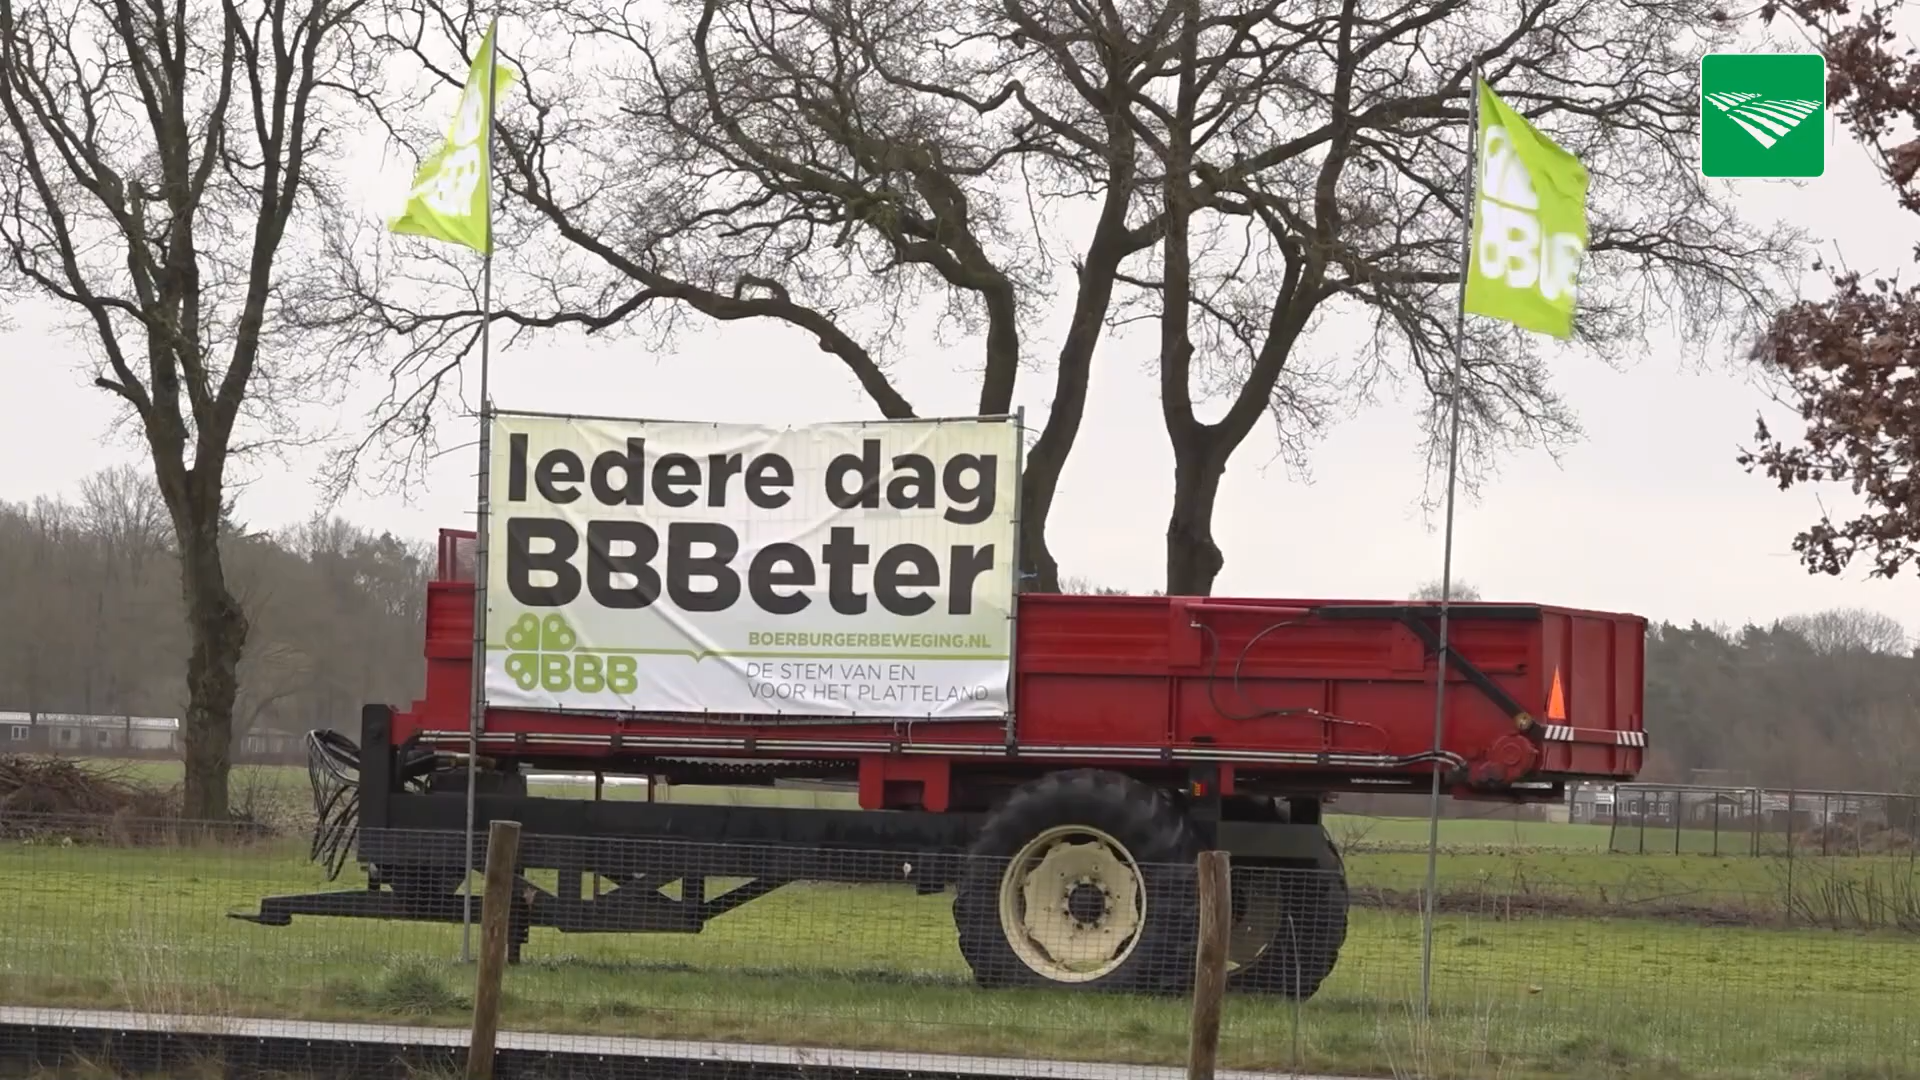 Iedere dag
BBBeter
BOERBURGERBEWEGING.NL
BBB
DE STEM VAN EN
VOOR HET PLATTELAND